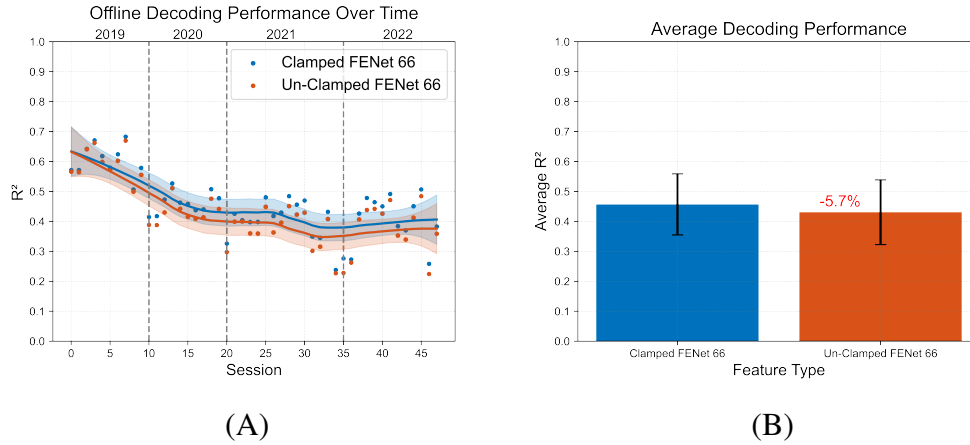 Offline Decoding Performance Over Time
2019 2020 2021 2022
Clamped FENet 66
Un-Clamped FENet 66
R²
1.0
0.9
0.8
0.7
0.6
0.5
0.4
0.3
0.2
0.1
0.0
0 5 10 15 20 25 30 35 40 45
Session
(A)
Average Decoding Performance
Average R²
1.0
0.9
0.8
0.7
0.6
0.5
0.4
0.3
0.2
0.1
0.0
-5.7%
Clamped FENet 66 Un-Clamped FENet 66
Feature Type
(B)